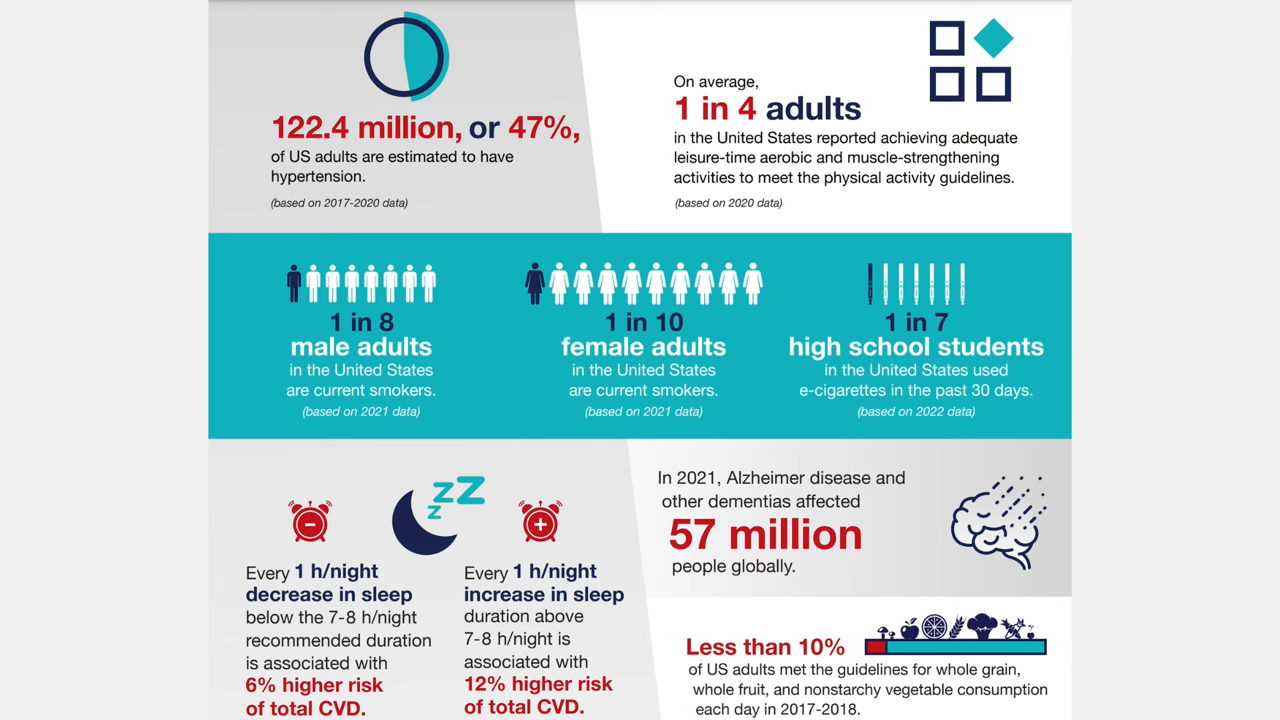 122.4 million, or 47%,
of US adults are estimated to have
hypertension.
(based on 2017-2020 data)
On average,
1 in 4 adults
in the United States reported achieving adequate
leisure-time aerobic and muscle-strengthening
activities to meet the physical activity guidelines.
(based on 2020 data)
1 in 8
male adults
in the United States
are current smokers.
(based on 2021 data)
1 in 10
female adults
in the United States
are current smokers.
(based on 2021 data)
1 in 7
high school students
in the United States used
e-cigarettes in the past 30 days.
(based on 2022 data)
z z Z
Every 1 h/night
decrease in sleep
below the 7-8 h/night
recommended duration
is associated with
6% higher risk
of total CVD.
Every 1 h/night
increase in sleep
duration above
7-8 h/night is
associated with
12% higher risk
of total CVD.
In 2021, Alzheimer disease and
other dementias affected
57 million
people globally.
Less than 10%
of US adults met the guidelines for whole grain,
whole fruit, and nonstarchy vegetable consumption
each day in 2017-2018.